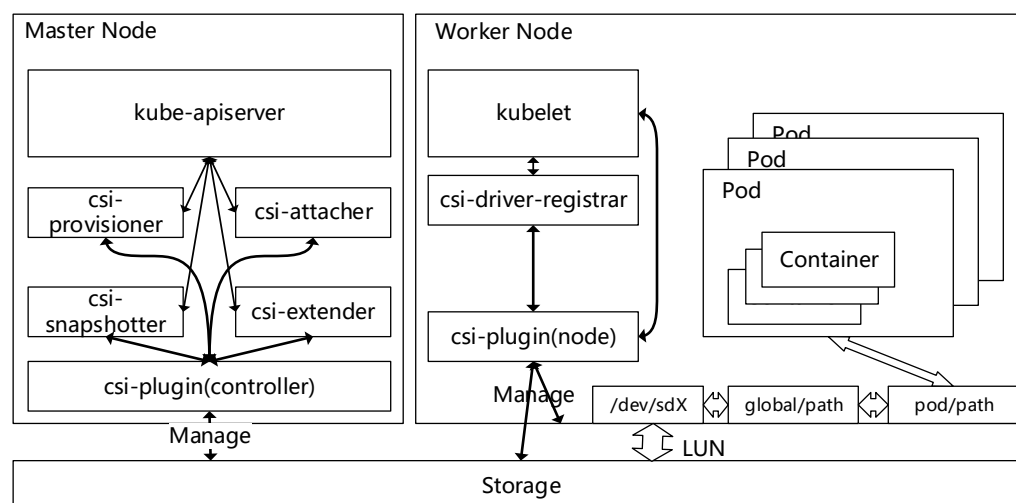 Master Node
kube-apiserver
csi-
provisioner
csi-attacher
csi-
snapshotter
csi-extender
csi-plugin(controller)
Manage
Worker Node
kubelet
csi-driver-registrar
csi-plugin(node)
Manage
Pod
Pod
Pod
Container
/dev/sdX
global/path
pod/path
LUN
Storage